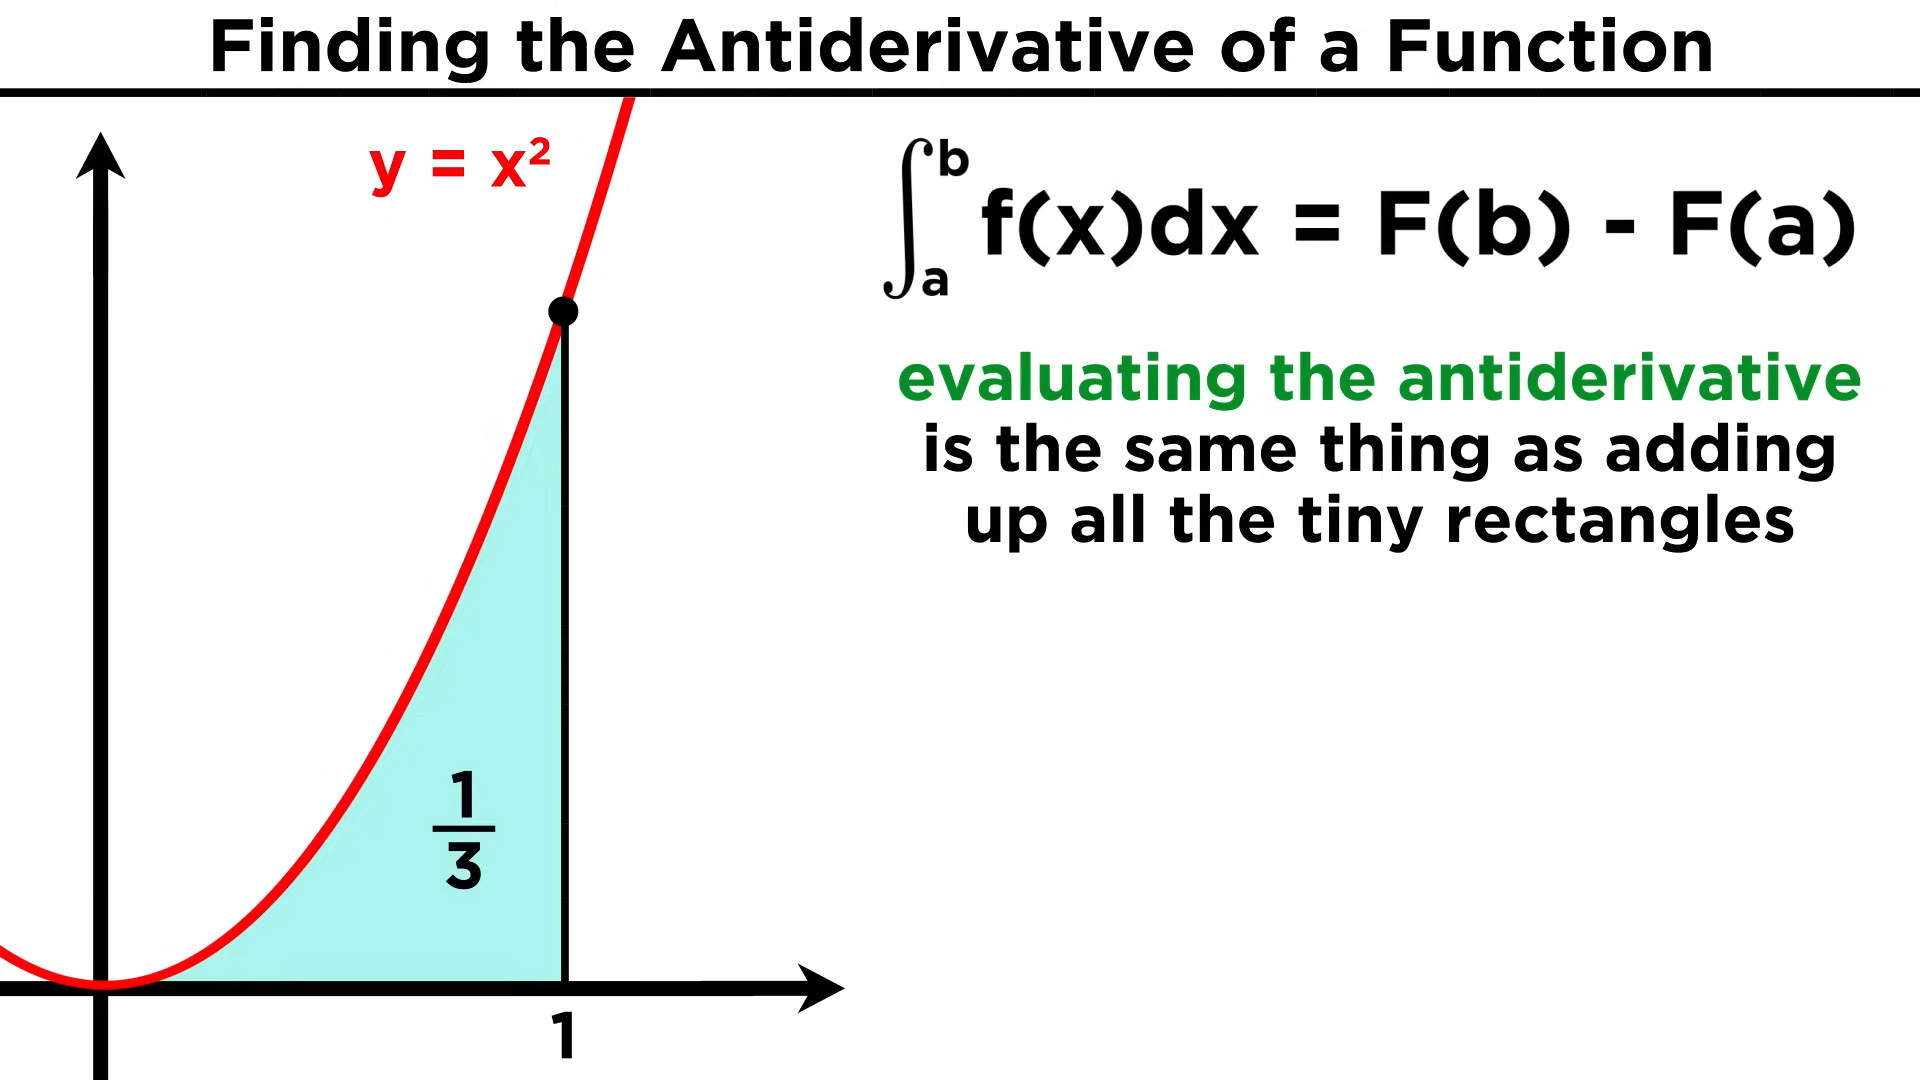 Finding the Antiderivative of a Function
y = x²
∫ₐᵇ f(x)dx = F(b) - F(a)
evaluating the antiderivative
is the same thing as adding
up all the tiny rectangles
1
3
1